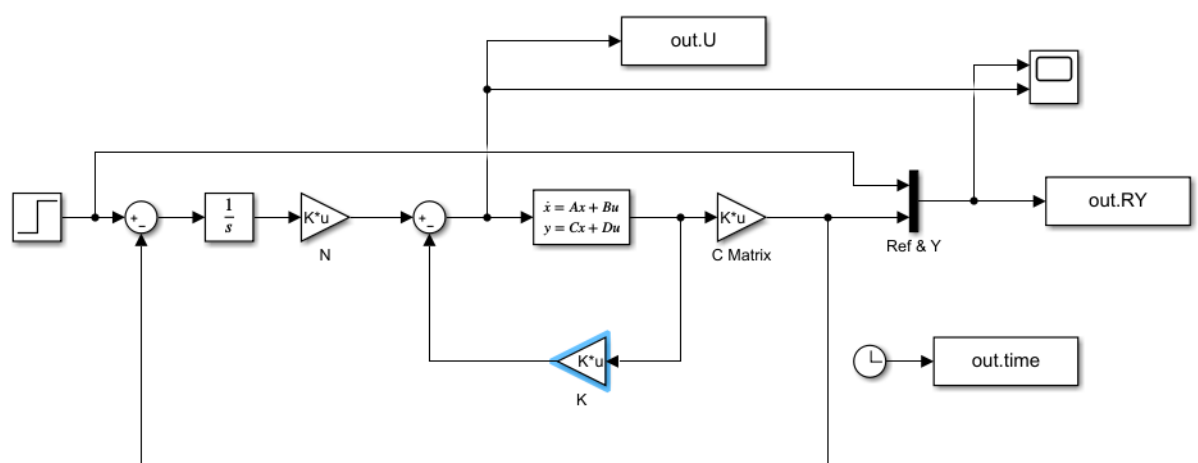 out.U
+
−
1
s
K*u
N
+
−
ẋ = Ax + Bu
y = Cx + Du
K*u
C Matrix
Ref & Y
out.RY
K*u
K
out.time